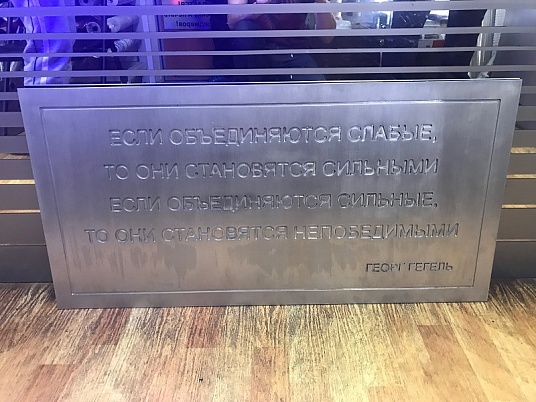 ЕСЛИ ОБЪЕДИНЯЮТСЯ СЛАБЫЕ,
ТО ОНИ СТАНОВЯТСЯ СИЛЬНЫМИ
ЕСЛИ ОБЪЕДИНЯЮТСЯ СИЛЬНЫЕ,
ТО ОНИ СТАНОВЯТСЯ НЕПОБЕДИМЫМИ
ГЕОРГ ГЕГЕЛЬ